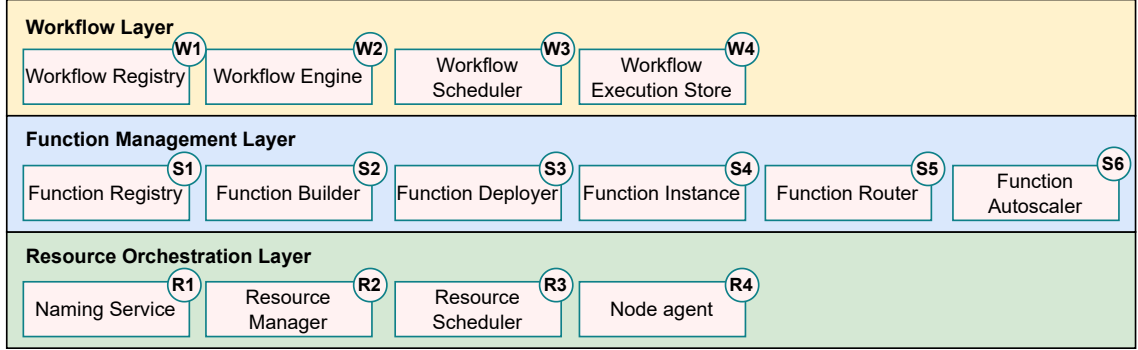 Workflow Layer
W1
Workflow Registry
W2
Workflow Engine
W3
Workflow
Scheduler
W4
Workflow
Execution Store
Function Management Layer
S1
Function Registry
S2
Function Builder
S3
Function Deployer
S4
Function Instance
S5
Function Router
S6
Function
Autoscaler
Resource Orchestration Layer
R1
Naming Service
R2
Resource
Manager
R3
Resource
Scheduler
R4
Node agent